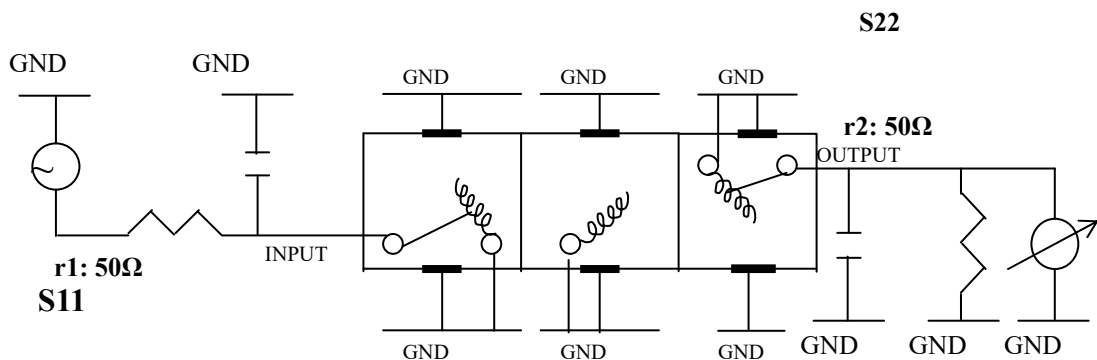 S22
GND
GND
GND
GND
GND
r2: 50Ω
OUTPUT
INPUT
r1: 50Ω
S11
GND
GND
GND
GND
GND
GND